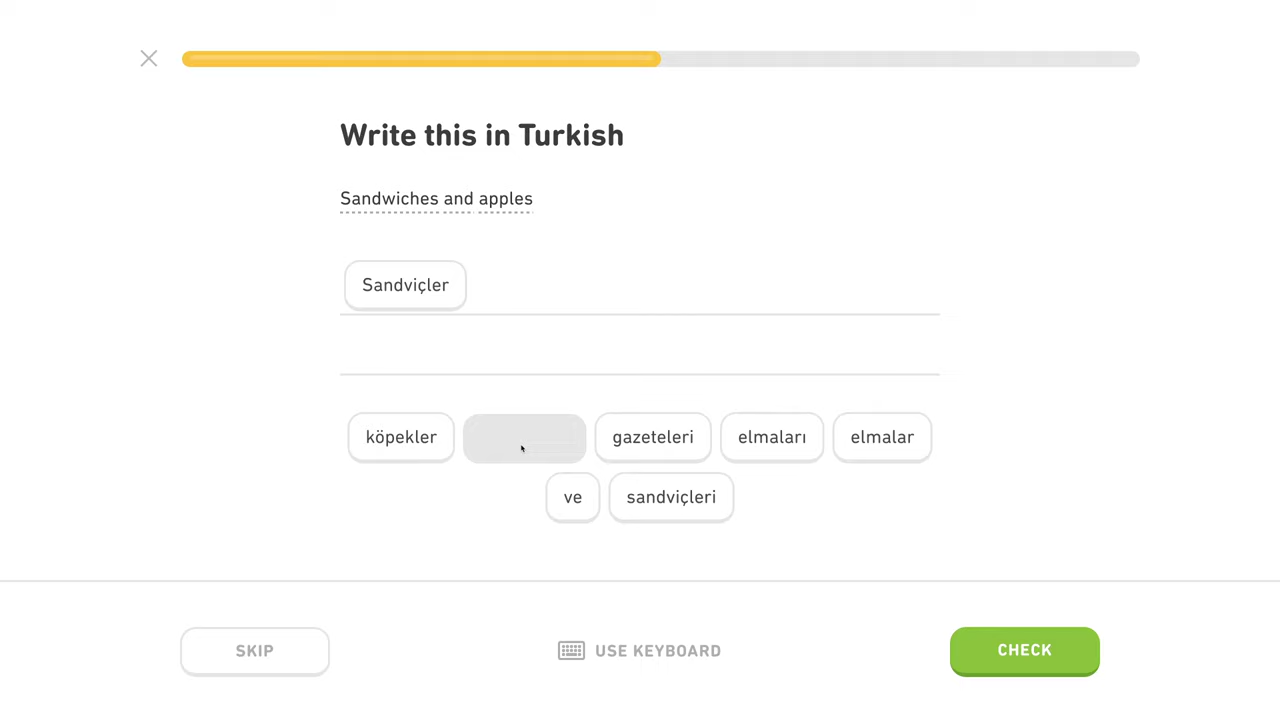 Write this in Turkish
Sandwiches and apples
Sandviçler
köpekler gazeteleri elmaları elmalar
ve sandviçleri
SKIP USE KEYBOARD CHECK